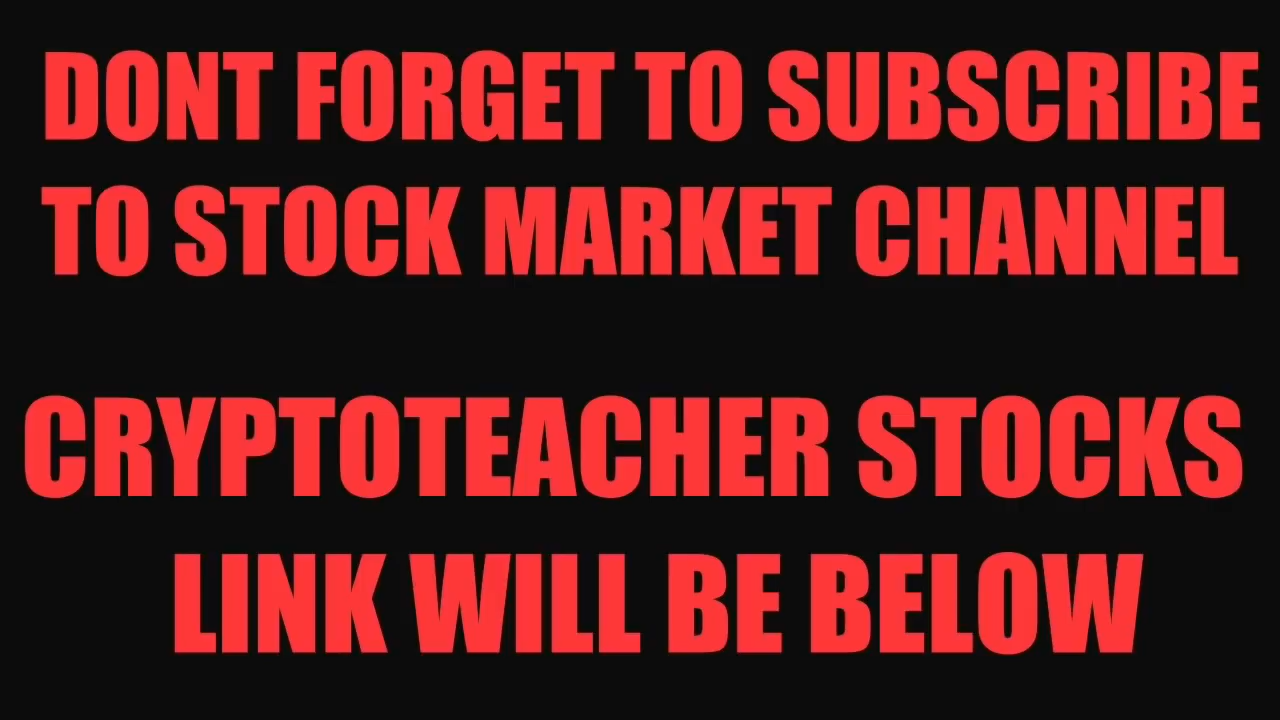 DONT FORGET TO SUBSCRIBE
TO STOCK MARKET CHANNEL
CRYPTOTEACHER STOCKS
LINK WILL BE BELOW